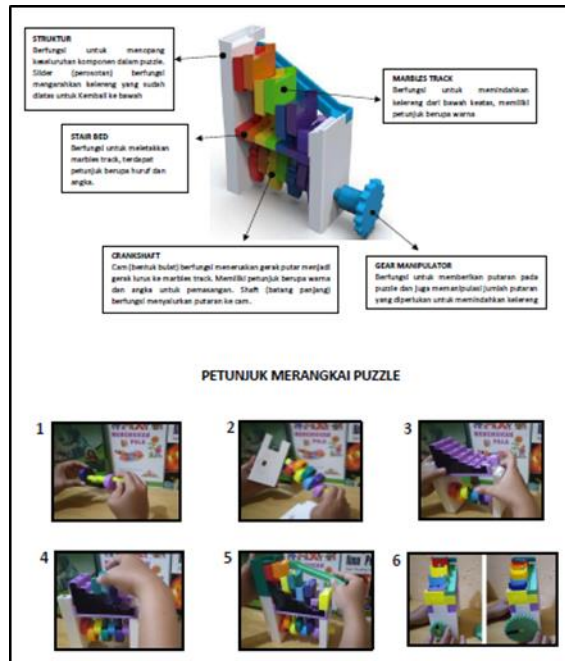 STRUKTUR
Berfungsi untuk menopang
keseluruhan komponen dalam puzzle.
Slider (perosotan) berfungsi
mengarahkan kelereng yang sudah
diatas untuk Kembali ke bawah
MARBLES TRACK
Berfungsi untuk memindahkan
kelereng dari bawah keatas, memiliki
petunjuk berupa warna
STAIR BED
Berfungsi untuk meletakkan
marbles track, terdapat
petunjuk berupa huruf dan
angka.
CRANKSHAFT
Cam (bentuk bulat) berfungsi meneruskan gerak putar menjadi
gerak lurus ke marbles track. Memiliki petunjuk berupa warna
dan angka untuk pemasangan. Shaft (batang panjang)
berfungsi menyalurkan putaran ke cam.
GEAR MANIPULATOR
Berfungsi untuk memberikan putaran pada
puzzle dan juga memanipulasi jumlah putaran
yang diperlukan untuk memindahkan kelereng
PETUNJUK MERANGKAI PUZZLE
1
2
3
4
5
6